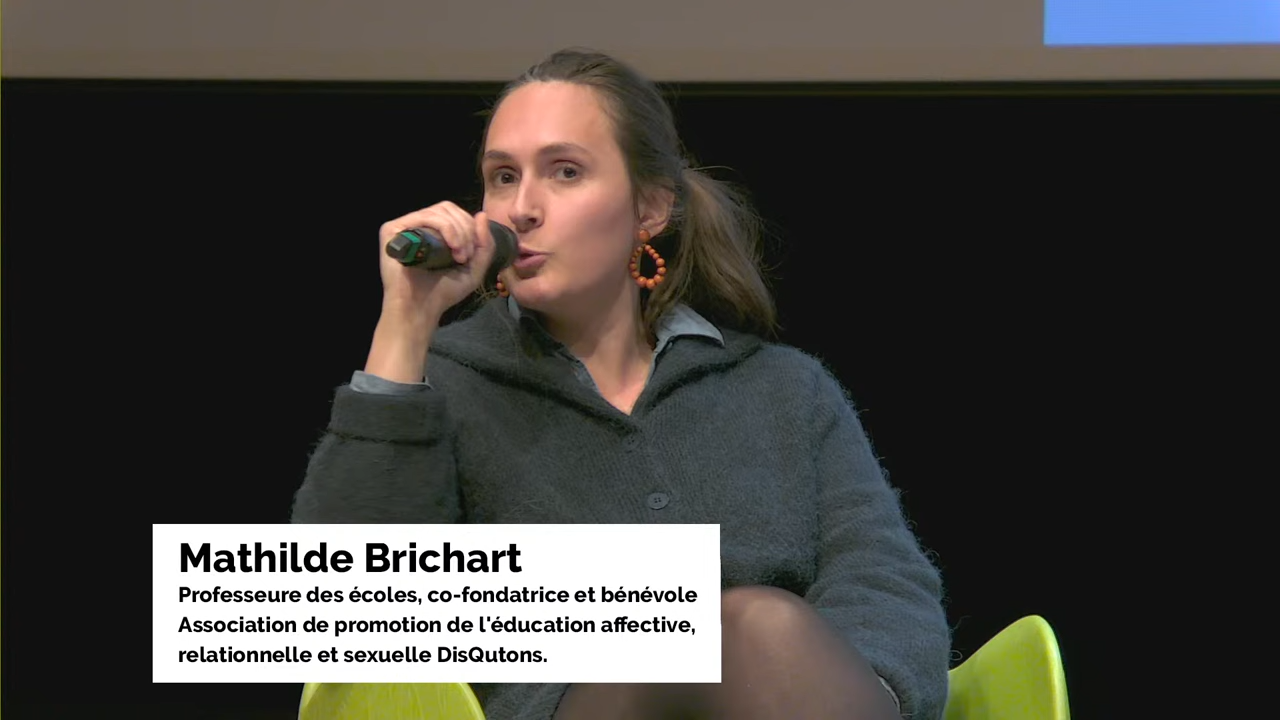 Mathilde Brichart
Professeure des écoles, co-fondatrice et bénévole
Association de promotion de l'éducation affective,
relationnelle et sexuelle DisQutons.